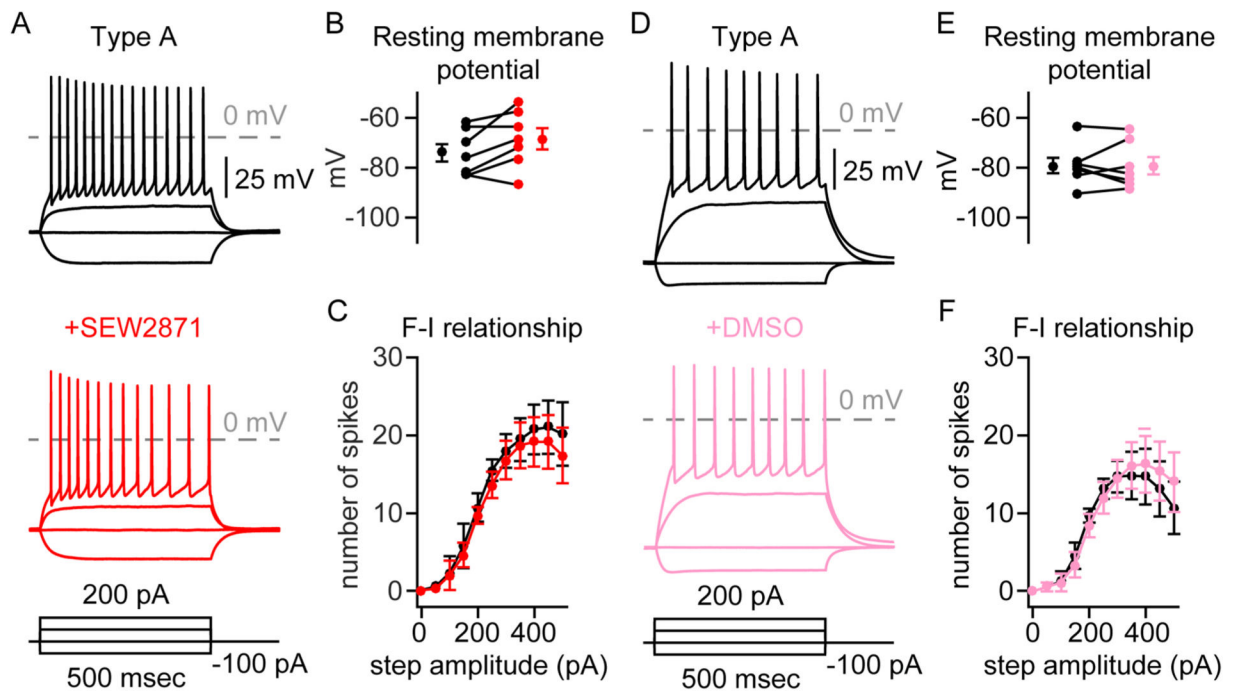 A
Type A
0 mV
25 mV
+SEW2871
0 mV
200 pA
-100 pA
500 msec
B
Resting membrane
potential
mV
-60
-80
-100
C
F-I relationship
number of spikes
30
20
10
0
0 200 400
step amplitude (pA)
D
Type A
0 mV
25 mV
+DMSO
0 mV
200 pA
-100 pA
500 msec
E
Resting membrane
potential
mV
-60
-80
-100
F
F-I relationship
number of spikes
30
20
10
0
0 200 400
step amplitude (pA)